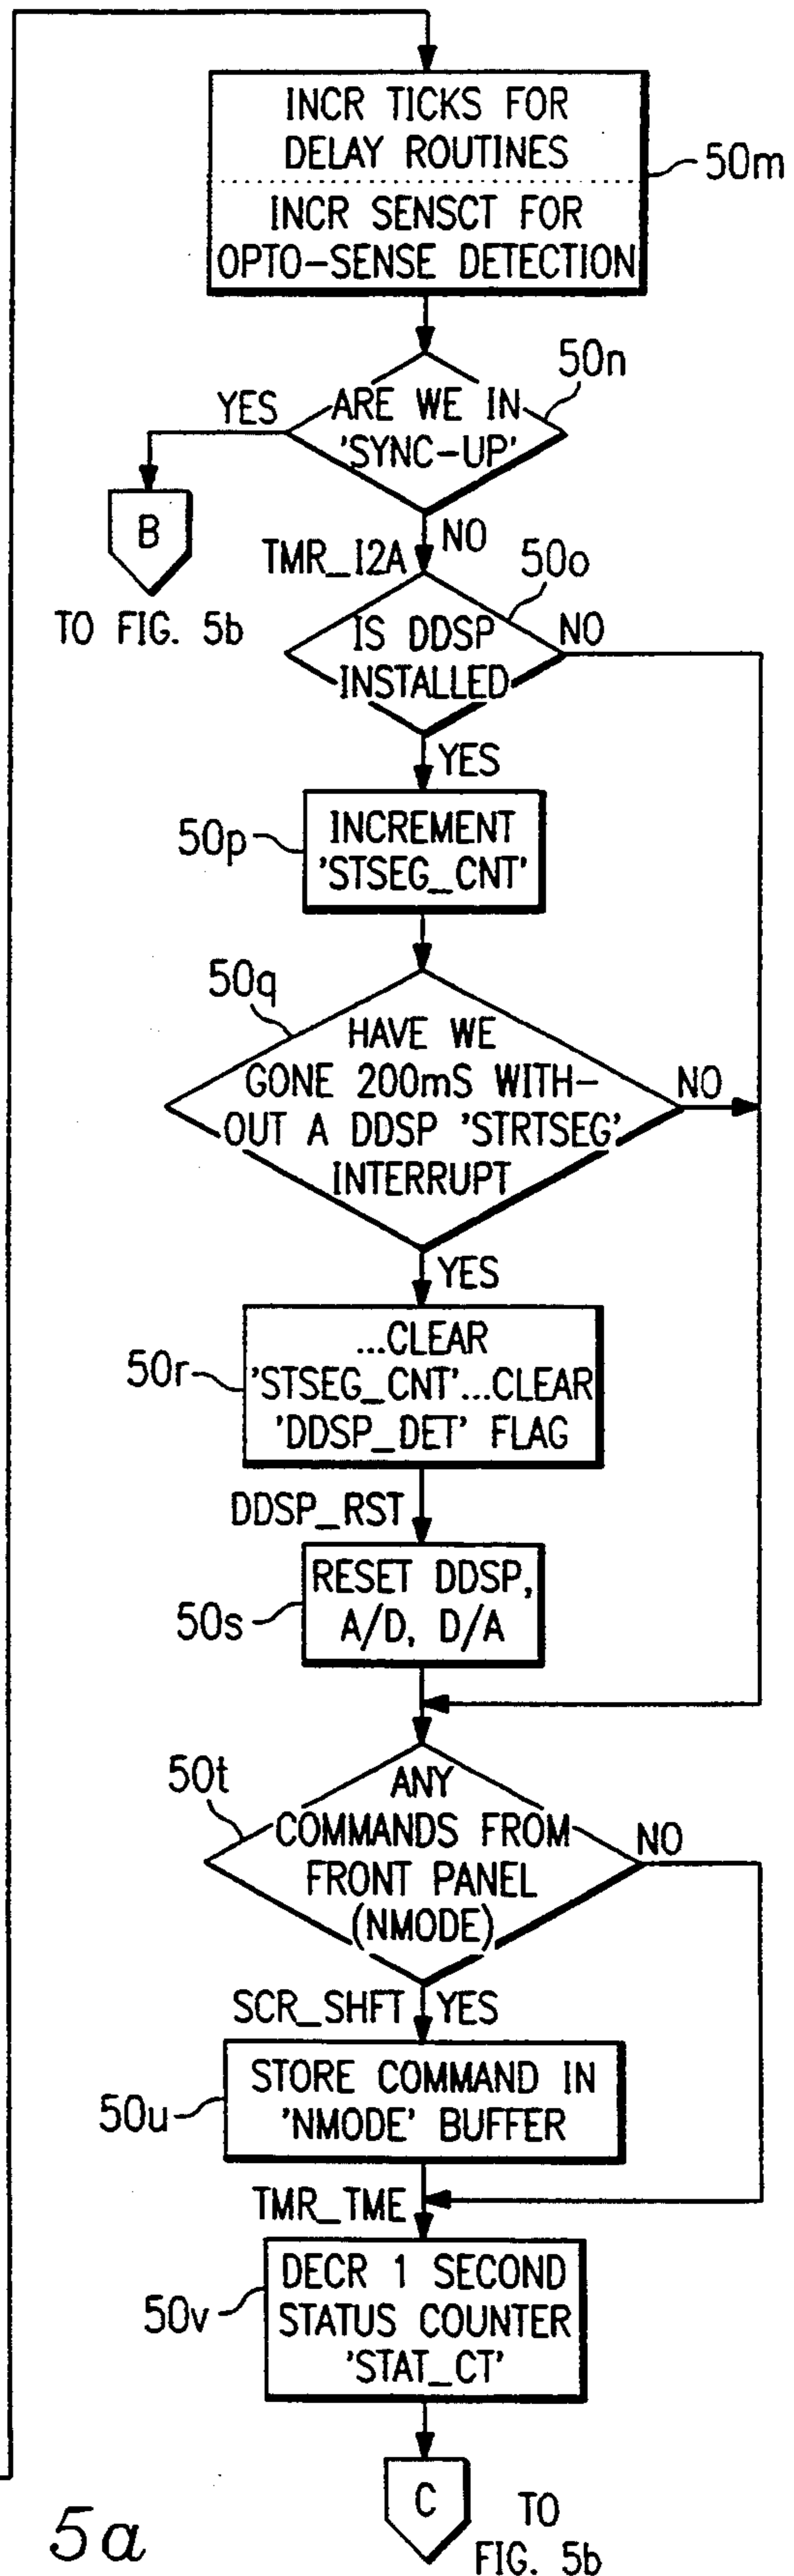 INCR TICKS FOR
DELAY ROUTINES
50m
INCR SENSCT FOR
OPTO-SENSE DETECTION
50n
YES
ARE WE IN
'SYNC-UP'
B
NO
TMR_I2A
50o
TO FIG. 5b
IS DDSP
INSTALLED
NO
YES
50p
INCREMENT
'STSEG_CNT'
50q
HAVE WE
GONE 200mS WITH-
OUT A DDSP 'STRTSEG'
INTERRUPT
NO
YES
50r
...CLEAR
'STSEG_CNT'...CLEAR
'DDSP_DET' FLAG
DDSP_RST
50s
RESET DDSP,
A/D, D/A
50t
ANY
COMMANDS FROM
FRONT PANEL
(NMODE)
NO
SCR_SHFT YES
50u
STORE COMMAND IN
'NMODE' BUFFER
TMR_TME
50v
DECR 1 SECOND
STATUS COUNTER
'STAT_CT'
C
TO
FIG. 5b
5a